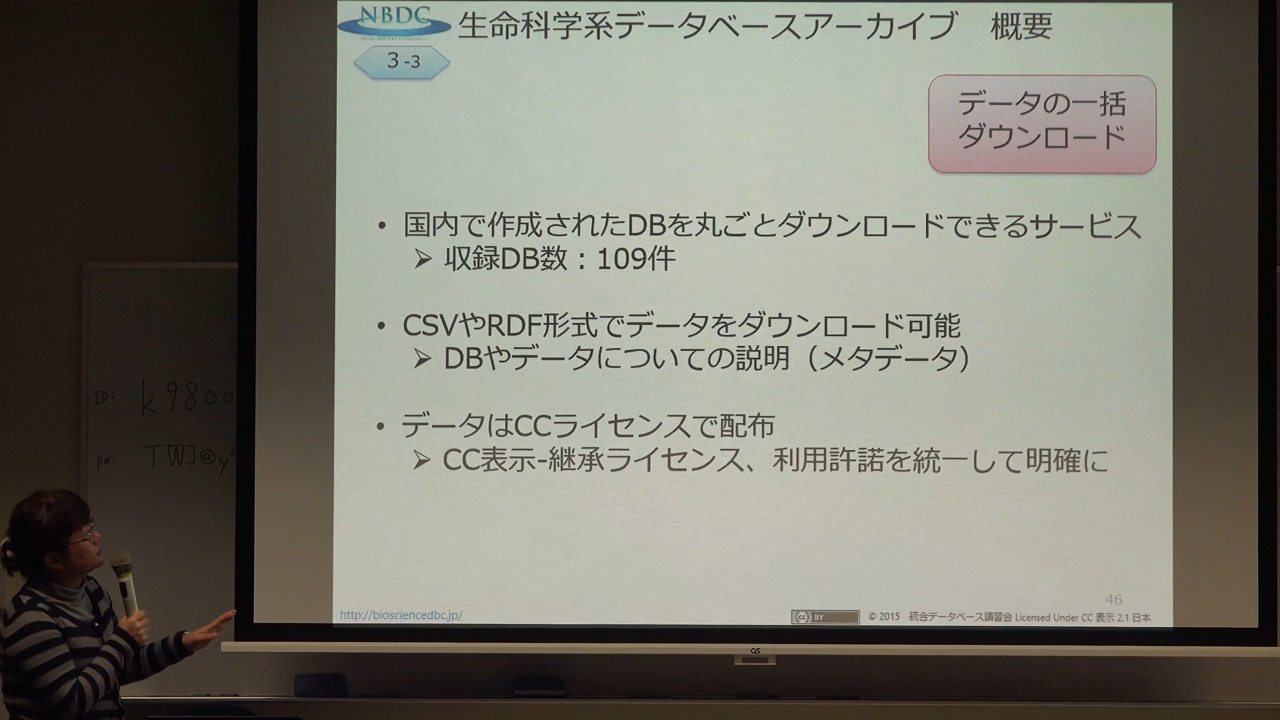 NBDC
生命科学系データベースアーカイブ　概要
3-3
データの一括
ダウンロード
• 国内で作成されたDBを丸ごとダウンロードできるサービス
➢ 収録DB数：109件
• CSVやRDF形式でデータをダウンロード可能
➢ DBやデータについての説明（メタデータ）
• データはCCライセンスで配布
➢ CC表示-継承ライセンス、利用許諾を統一して明確に
46
http://biosciencedbc.jp/
cc BY
© 2015　統合データベース講習会 Licensed Under CC 表示 2.1 日本
ID: k9800
pw: TWJ@y
OS